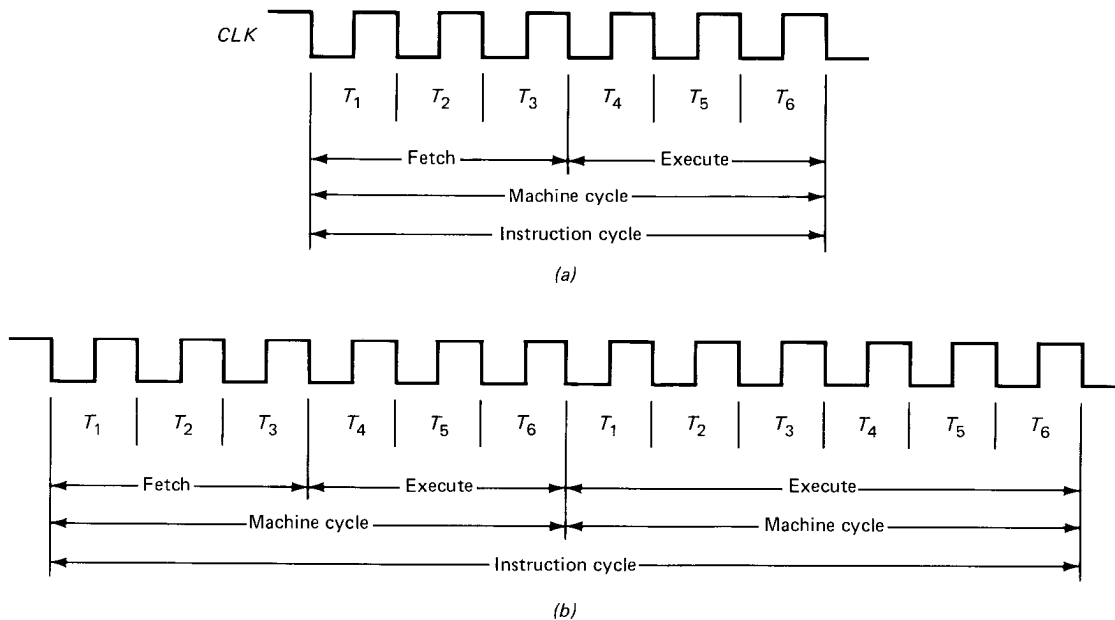 CLK
T1 T2 T3 T4 T5 T6
Fetch Execute
Machine cycle
Instruction cycle
(a)
T1 T2 T3 T4 T5 T6 T1 T2 T3 T4 T5 T6
Fetch Execute Execute
Machine cycle Machine cycle
Instruction cycle
(b)